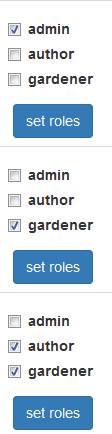 admin
author
gardener
set roles
admin
author
gardener
set roles
admin
author
gardener
set roles